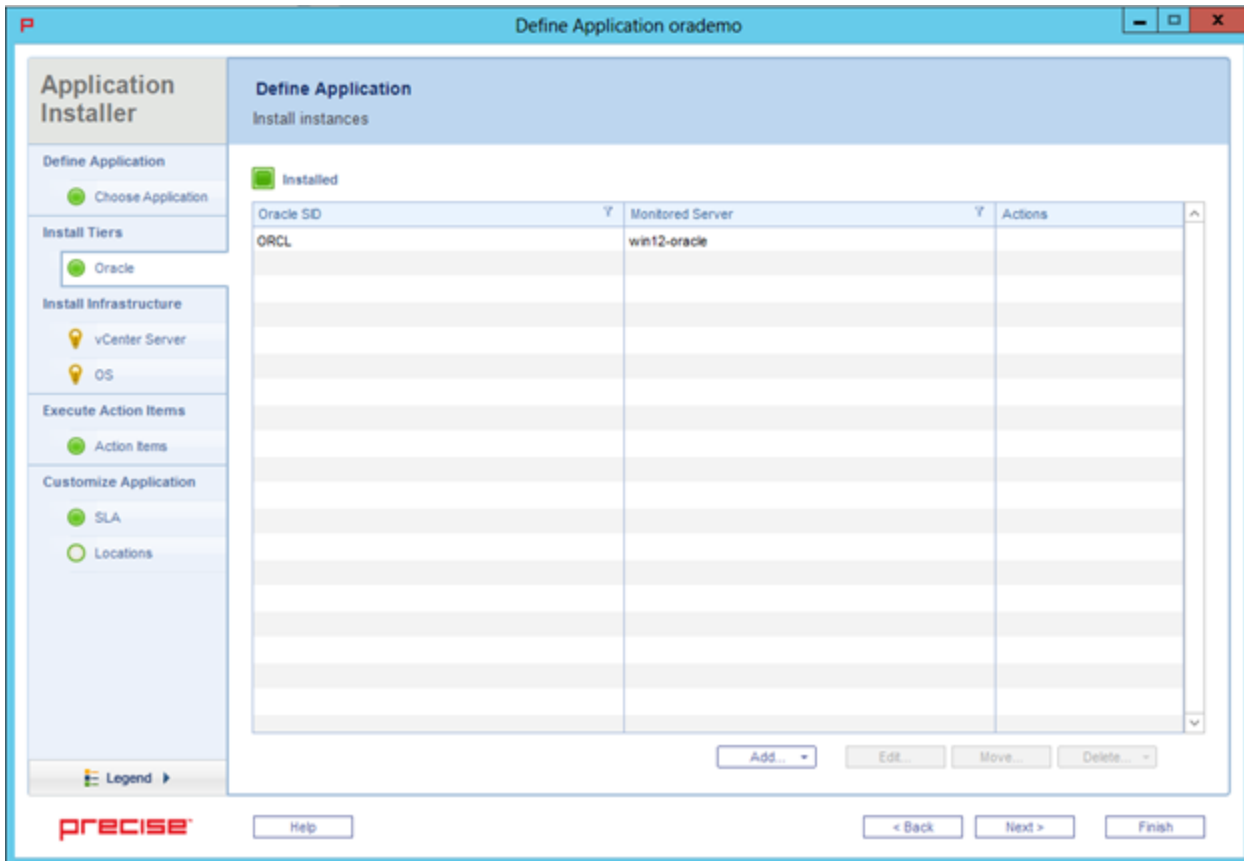 P
Define Application orademo
Application
Installer
Define Application
Install instances
Define Application
Choose Application
Install Tiers
Oracle
Install Infrastructure
vCenter Server
OS
Execute Action Items
Action Items
Customize Application
SLA
Locations
Legend
Installed
Oracle SID Monitored Server Actions
ORCL win12-oracle
Add... Edit... Move... Delete...
precise
Help < Back Next > Finish